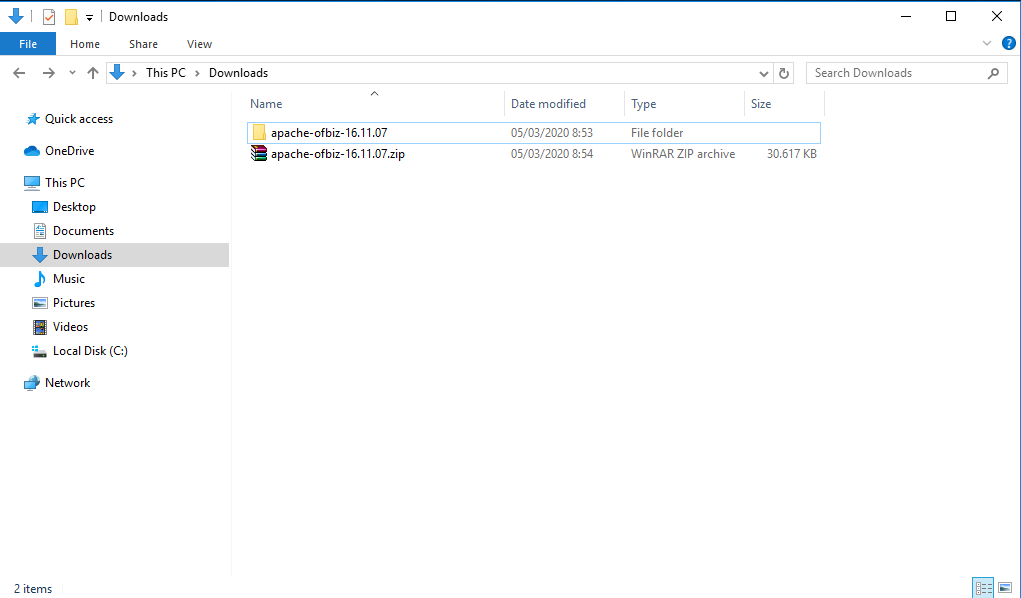 Downloads
File Home Share View
This PC Downloads Search Downloads
Name Date modified Type Size
apache-ofbiz-16.11.07 05/03/2020 8:53 File folder
apache-ofbiz-16.11.07.zip 05/03/2020 8:54 WinRAR ZIP archive 30.617 KB
Quick access
OneDrive
This PC
Desktop
Documents
Downloads
Music
Pictures
Videos
Local Disk (C:)
Network
2 items